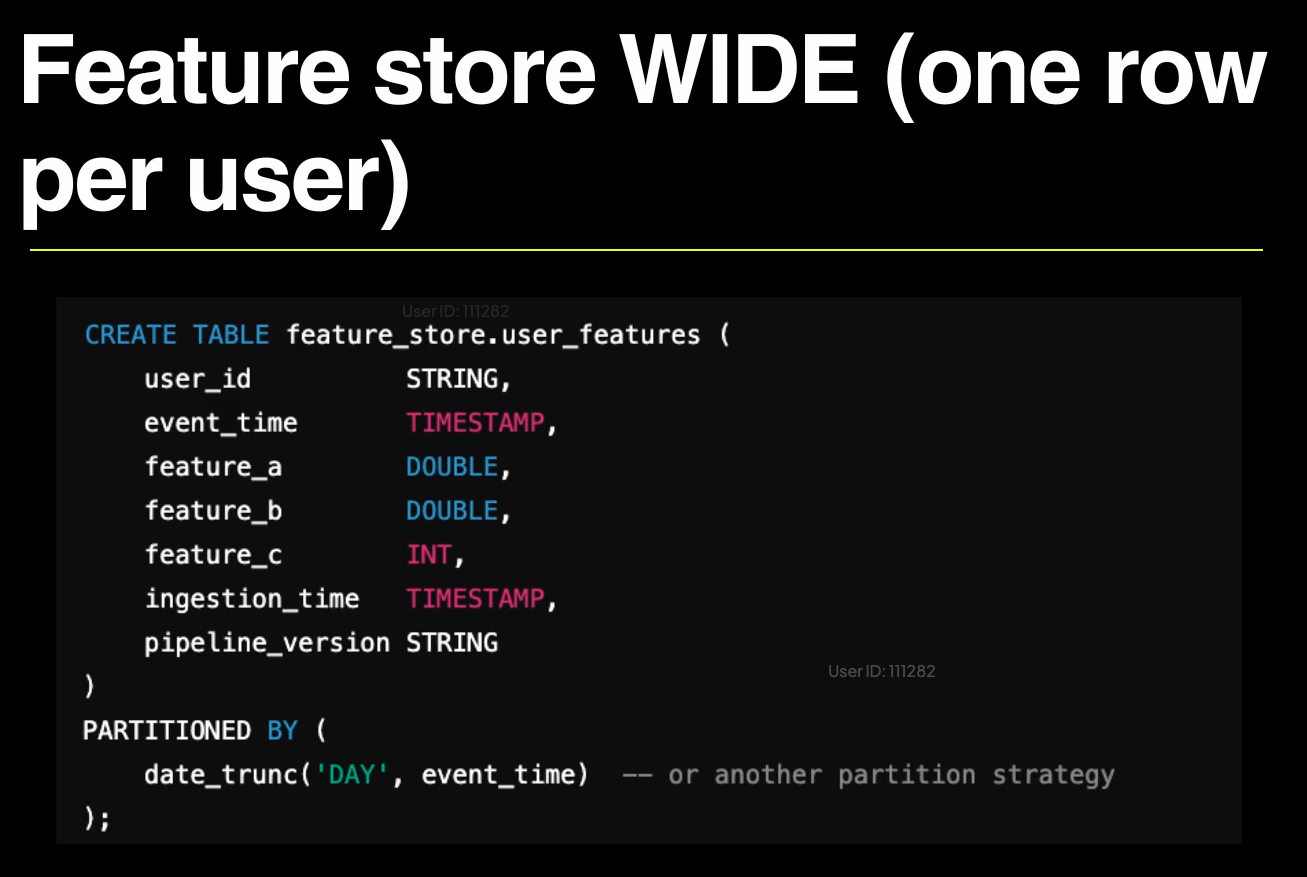 Feature store WIDE (one row
per user)
User ID: 111282
CREATE TABLE feature_store.user_features (
    user_id          STRING,
    event_time       TIMESTAMP,
    feature_a        DOUBLE,
    feature_b        DOUBLE,
    feature_c        INT,
    ingestion_time   TIMESTAMP,
    pipeline_version STRING
User ID: 111282
)
PARTITIONED BY (
    date_trunc('DAY', event_time)  -- or another partition strategy
);